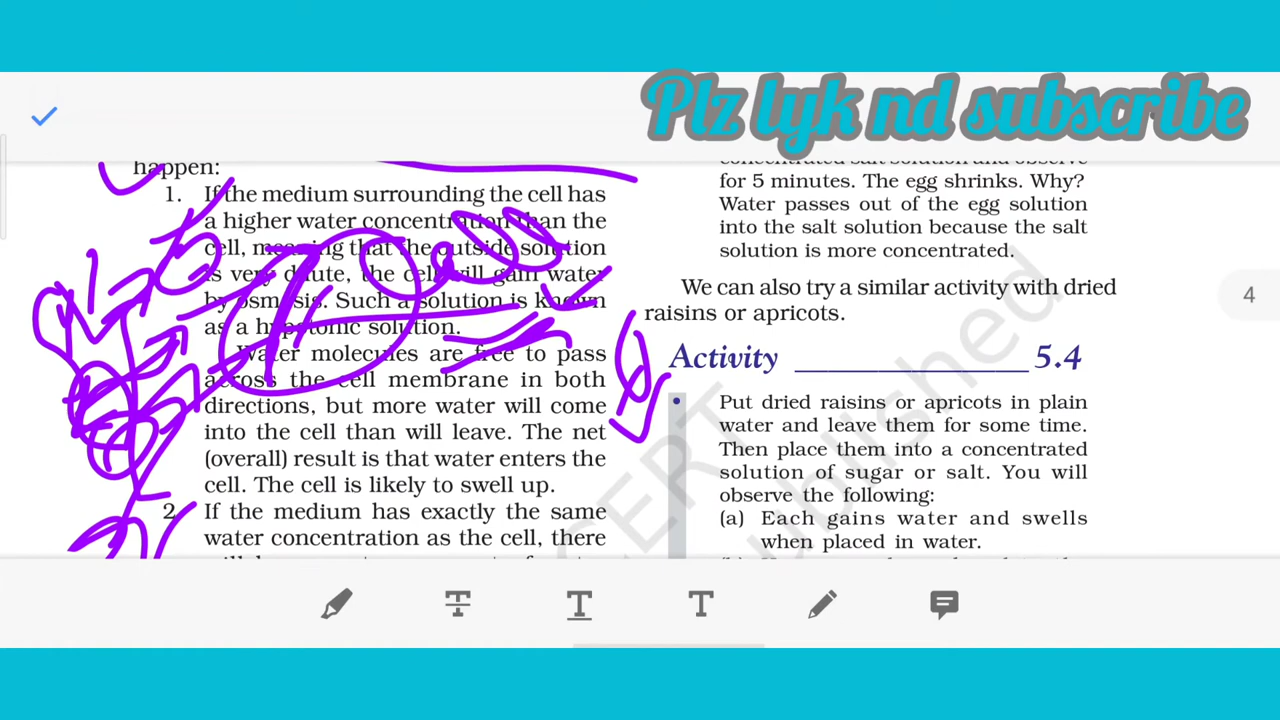 Plz lyk nd subscribe
happen:
1. If the medium surrounding the cell has
a higher water concentration than the
cell, meaning that the outside solution
is very dilute, the cell will gain water
by osmosis. Such a solution is known
as a hypotonic solution.
Water molecules are free to pass
across the cell membrane in both
directions, but more water will come
into the cell than will leave. The net
(overall) result is that water enters the
cell. The cell is likely to swell up.
2. If the medium has exactly the same
water concentration as the cell, there
concentrated salt solution and observe
for 5 minutes. The egg shrinks. Why?
Water passes out of the egg solution
into the salt solution because the salt
solution is more concentrated.
We can also try a similar activity with dried
raisins or apricots.
Activity ____________________ 5.4
• Put dried raisins or apricots in plain
water and leave them for some time.
Then place them into a concentrated
solution of sugar or salt. You will
observe the following:
(a) Each gains water and swells
when placed in water.
4